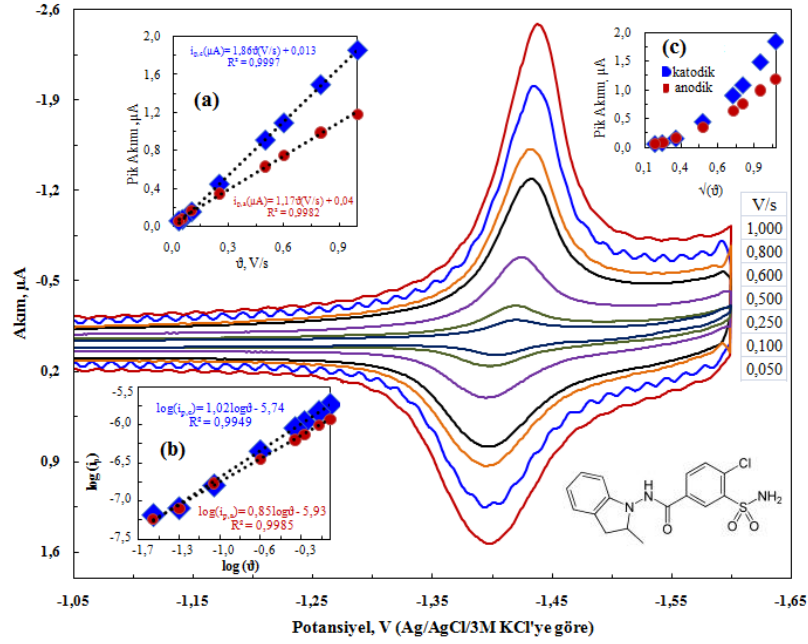 -2,6
-1,9
-1,2
-0,5
0,2
0,9
1,6
Akım, µA
-1,05
-1,15
-1,25
-1,35
-1,45
-1,55
-1,65
Potansiyel, V (Ag/AgCl/3M KCl'ye göre)
2,0
1,6
1,2
0,8
0,4
0,0
Pik Akımı, µA
ip,c(µA)= 1,86ϑ(V/s) + 0,013
R² = 0,9997
(a)
ip,a(µA)= 1,17ϑ(V/s) + 0,04
R² = 0,9982
0,0
0,3
0,6
0,9
ϑ, V/s
2,0
1,5
1,0
0,5
0,0
Pik Akımı, µA
(c)
katodik
anodik
0,1
0,4
0,6
0,9
√(ϑ)
V/s
1,000
0,800
0,600
0,500
0,250
0,100
0,050
-5,5
-6,0
-6,5
-7,0
-7,5
log (ip)
log(ip,c)= 1,02logϑ - 5,74
R² = 0,9949
(b)
log(ip,a)= 0,85logϑ - 5,93
R² = 0,9985
-1,7
-1,3
-1,0
-0,7
-0,3
log (ϑ)
Cl
NH
N
O
S
NH2
O
O